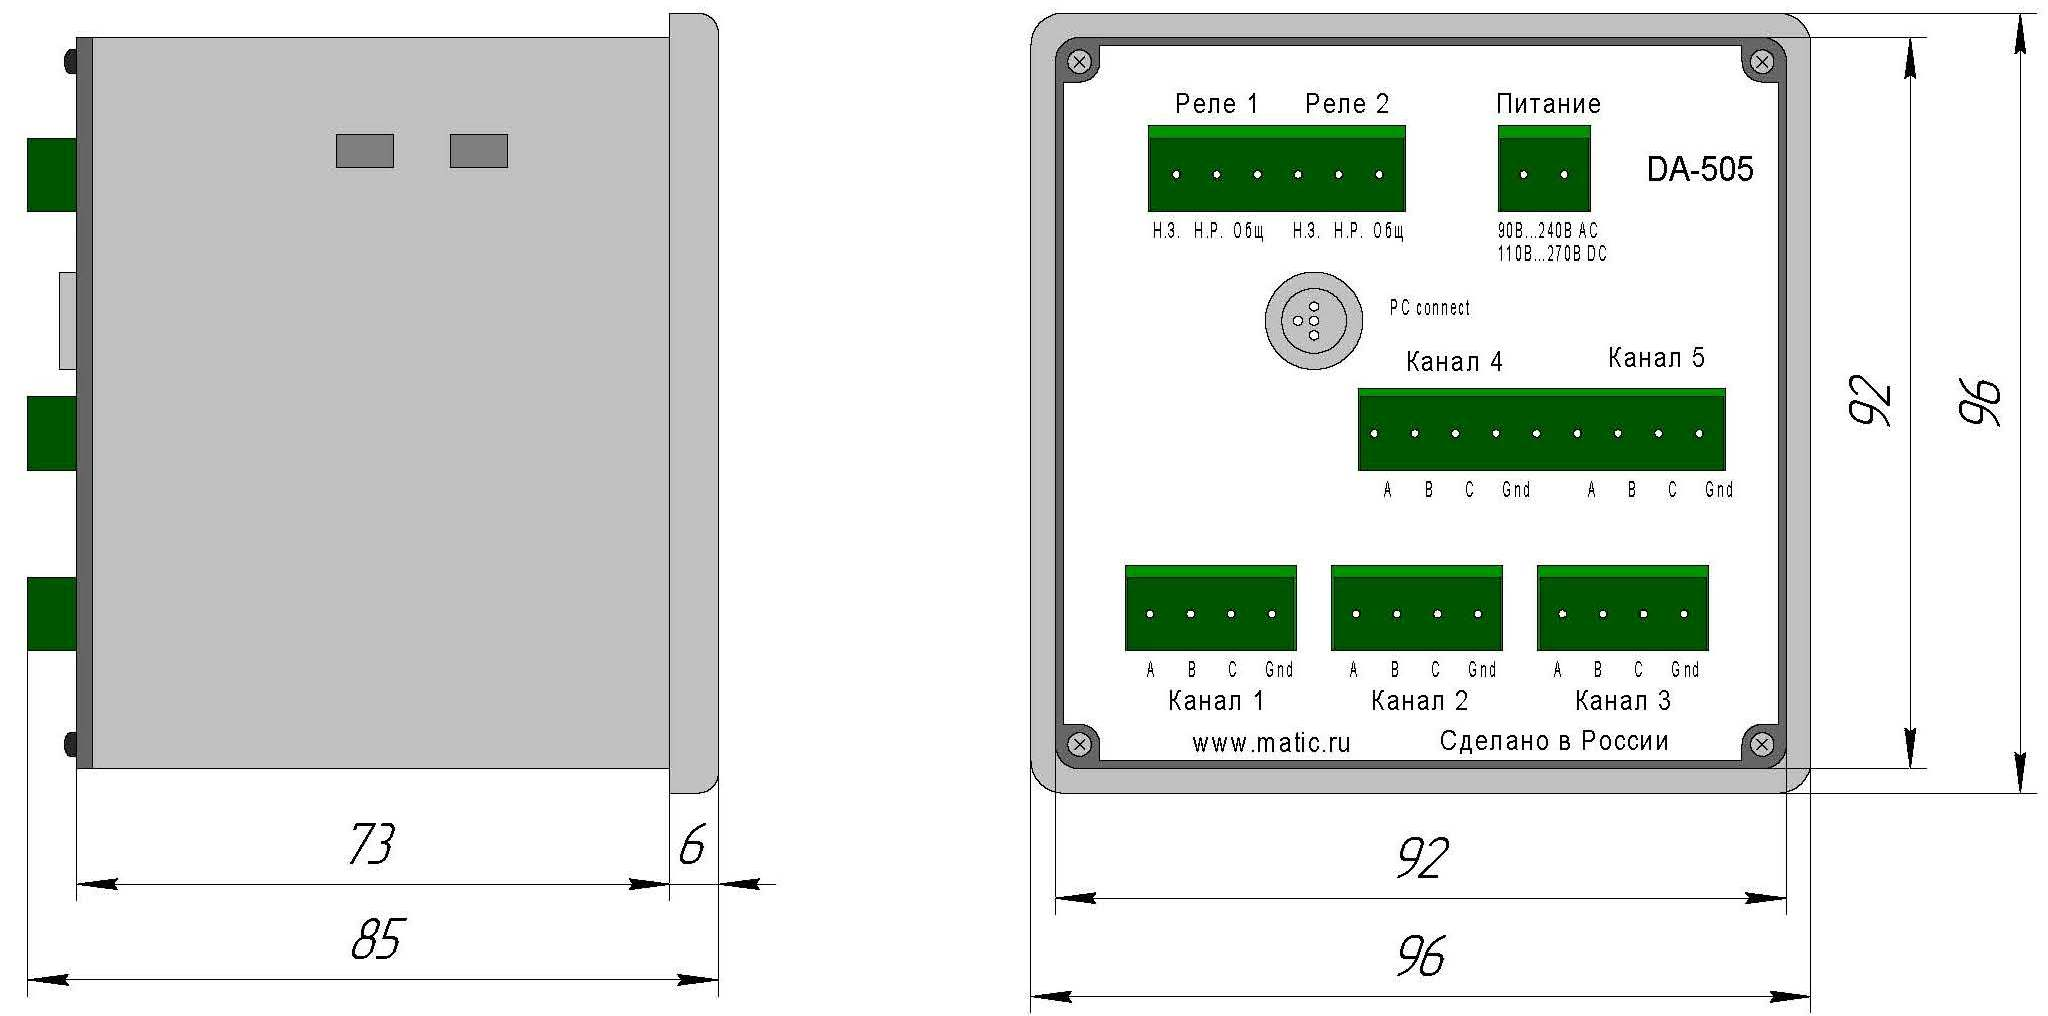 Реле 1 Реле 2 Питание
DA-505
Н.З. Н.Р. Общ Н.З. Н.Р. Общ
90В...240В AC
110В...270В DC
PC connect
Канал 4 Канал 5
A B C Gnd A B C Gnd
A B C Gnd A B C Gnd A B C Gnd
Канал 1 Канал 2 Канал 3
www.matic.ru Сделано в России
92
96
73
6
85
92
96